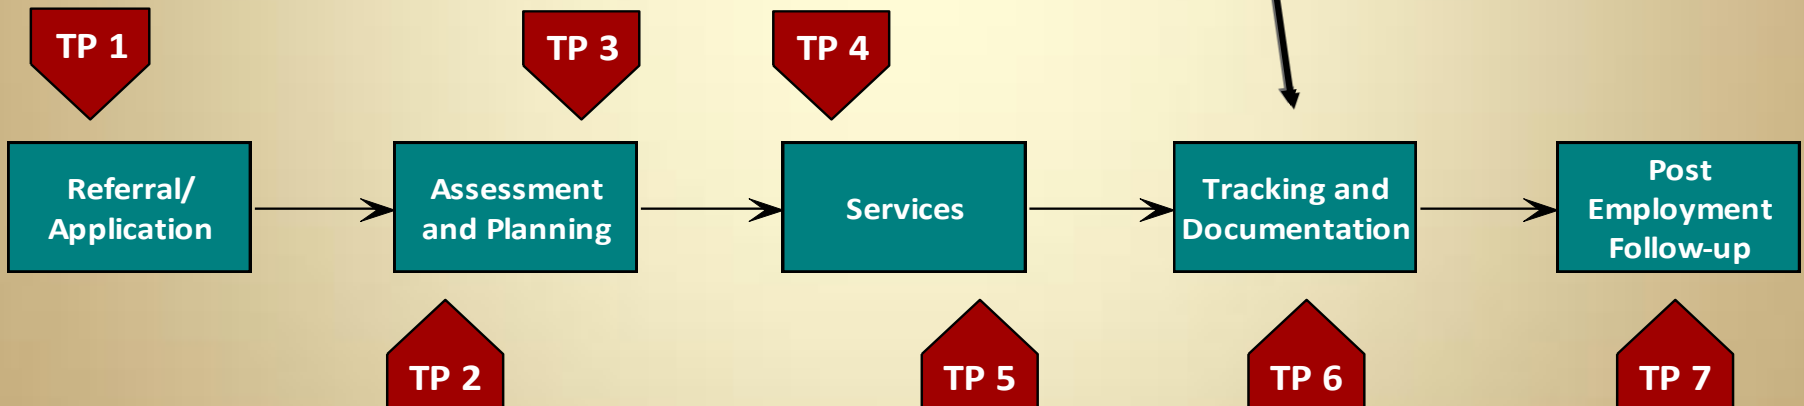 TP 1
TP 3
TP 4
Referral/
Application
Assessment
and Planning
Services
Tracking and
Documentation
Post
Employment
Follow-up
TP 2
TP 5
TP 6
TP 7